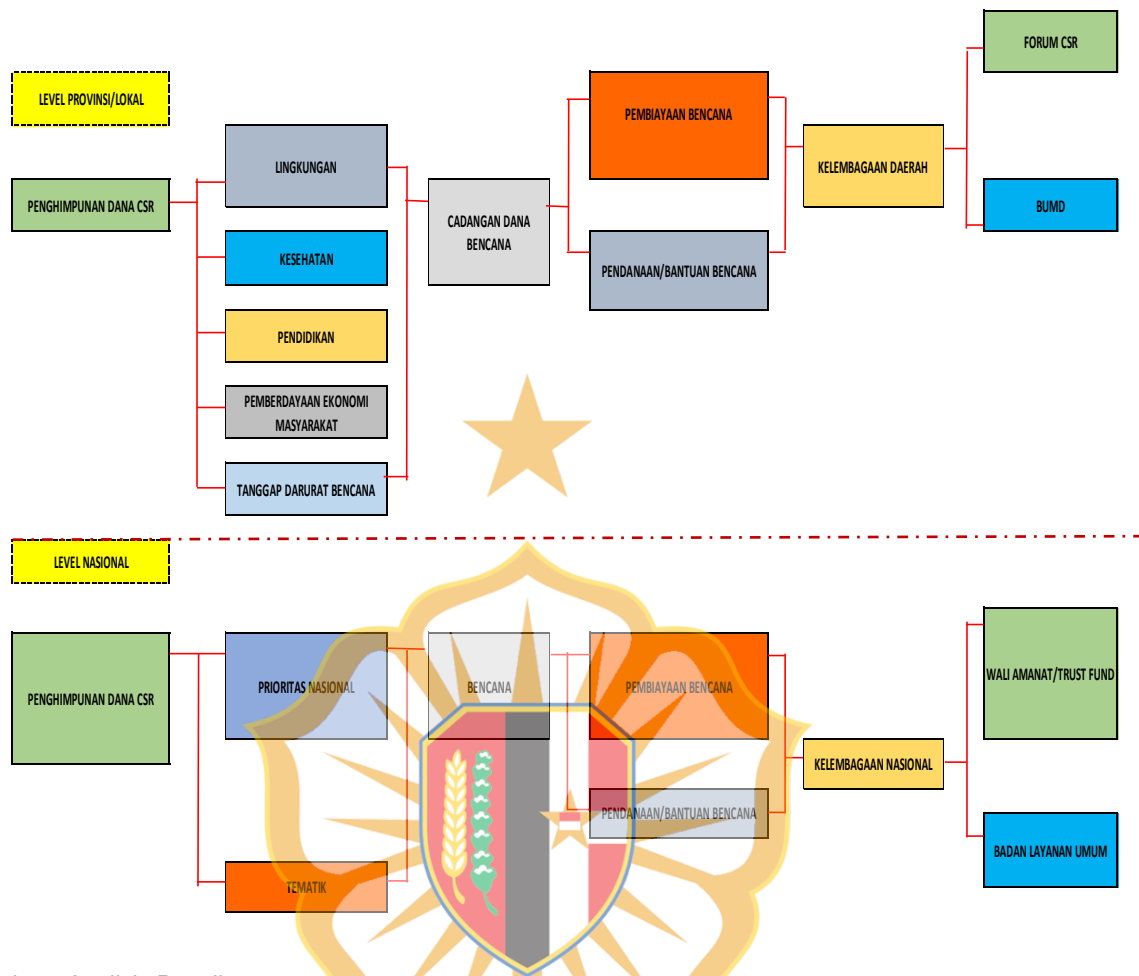 FORUM CSR
LEVEL PROVINSI/LOKAL
PEMBIAYAAN BENCANA
LINGKUNGAN
KELEMBAGAAN DAERAH
PENGHIMPUNAN DANA CSR
CADANGAN DANA
BENCANA
BUMD
KESEHATAN
PENDANAAN/BANTUAN BENCANA
PENDIDIKAN
PEMBERDAYAAN EKONOMI
MASYARAKAT
TANGGAP DARURAT BENCANA
LEVEL NASIONAL
PENGHIMPUNAN DANA CSR
PRIORITAS NASIONAL
BENCANA
PEMBIAYAAN BENCANA
WALI AMANAT/TRUST FUND
KELEMBAGAAN NASIONAL
PENDANAAN/BANTUAN BENCANA
BADAN LAYANAN UMUM
TEMATIK